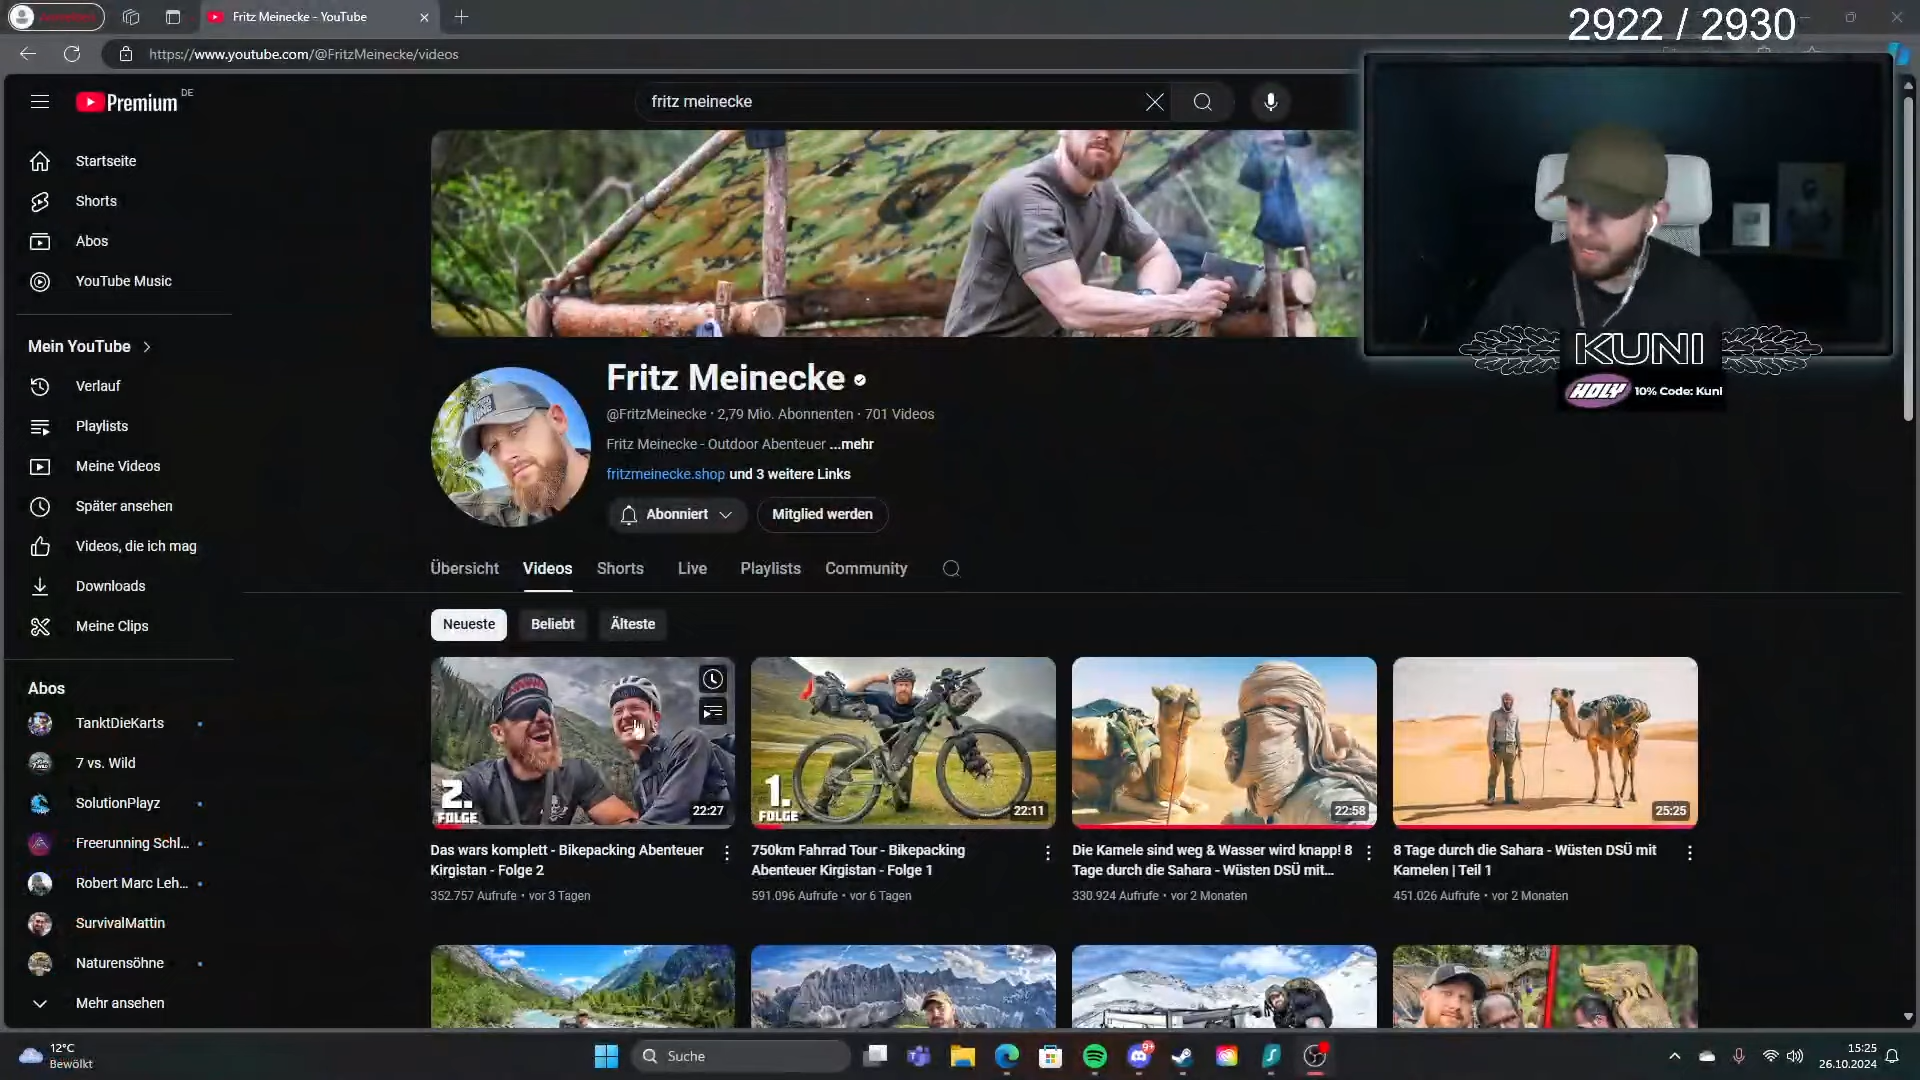 Fritz Meinecke - YouTube
2922 / 2930
https://www.youtube.com/@FritzMeinecke/videos
Premium DE
fritz meinecke
Startseite
Shorts
Abos
YouTube Music
Mein YouTube
Verlauf
Playlists
Meine Videos
Später ansehen
Videos, die ich mag
Downloads
Meine Clips
Abos
TanktDieKarts
7 vs. Wild
SolutionPlayz
Freerunning Schl...
Robert Marc Leh...
SurvivalMattin
Naturensöhne
Mehr ansehen
KUNI
HOLY 10% Code: Kuni
Fritz Meinecke
@FritzMeinecke • 2,79 Mio. Abonnenten • 701 Videos
Fritz Meinecke - Outdoor Abenteuer ...mehr
fritzmeinecke.shop und 3 weitere Links
Abonniert
Mitglied werden
Übersicht Videos Shorts Live Playlists Community
Neueste Beliebt Älteste
2.
FOLGE
22:27
1.
FOLGE
22:11
22:58
25:25
Das wars komplett - Bikepacking Abenteuer
Kirgistan - Folge 2
352.757 Aufrufe • vor 3 Tagen
750km Fahrrad Tour - Bikepacking
Abenteuer Kirgistan - Folge 1
591.096 Aufrufe • vor 6 Tagen
Die Kamele sind weg & Wasser wird knapp! 8
Tage durch die Sahara - Wüsten DSÜ mit...
330.924 Aufrufe • vor 2 Monaten
8 Tage durch die Sahara - Wüsten DSÜ mit
Kamelen | Teil 1
451.026 Aufrufe • vor 2 Monaten
12°C
Bewölkt
Suche
9+
15:25
26.10.2024